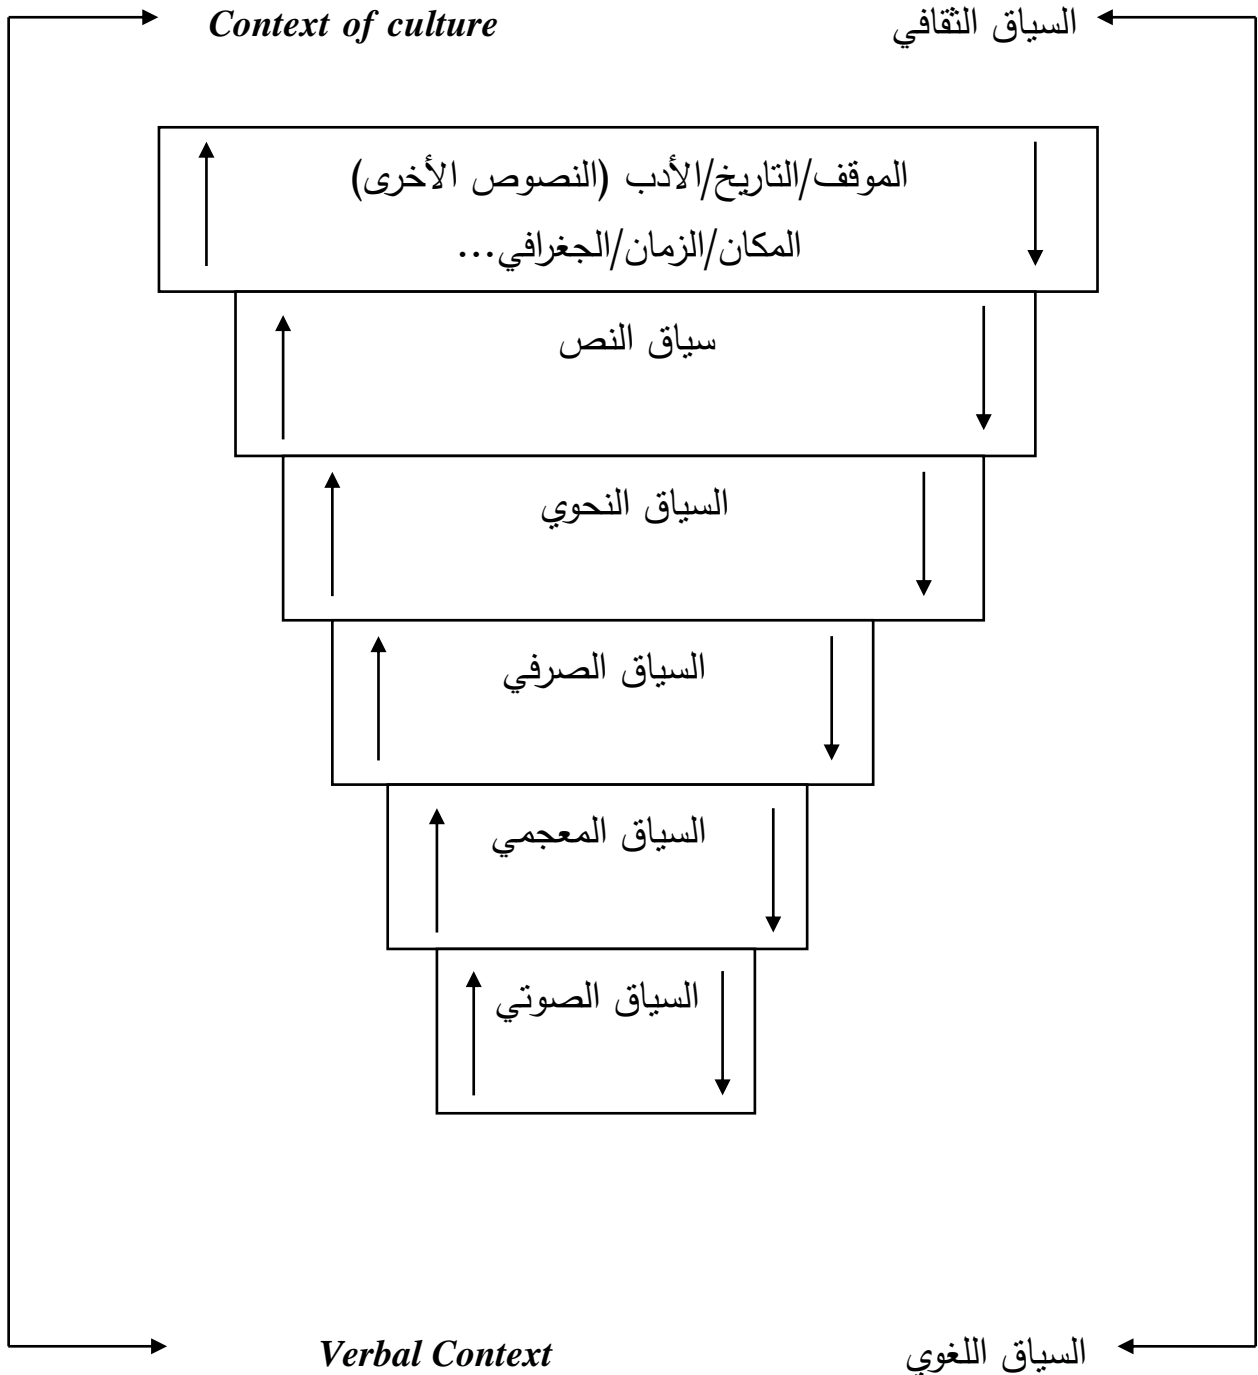 السياق الثقافي Context of culture
الموقف/التاريخ/الأدب (النصوص الأخرى)
المكان/الزمان/الجغرافي...
سياق النص
السياق النحوي
السياق الصرفي
السياق المعجمي
السياق الصوتي
السياق اللغوي Verbal Context